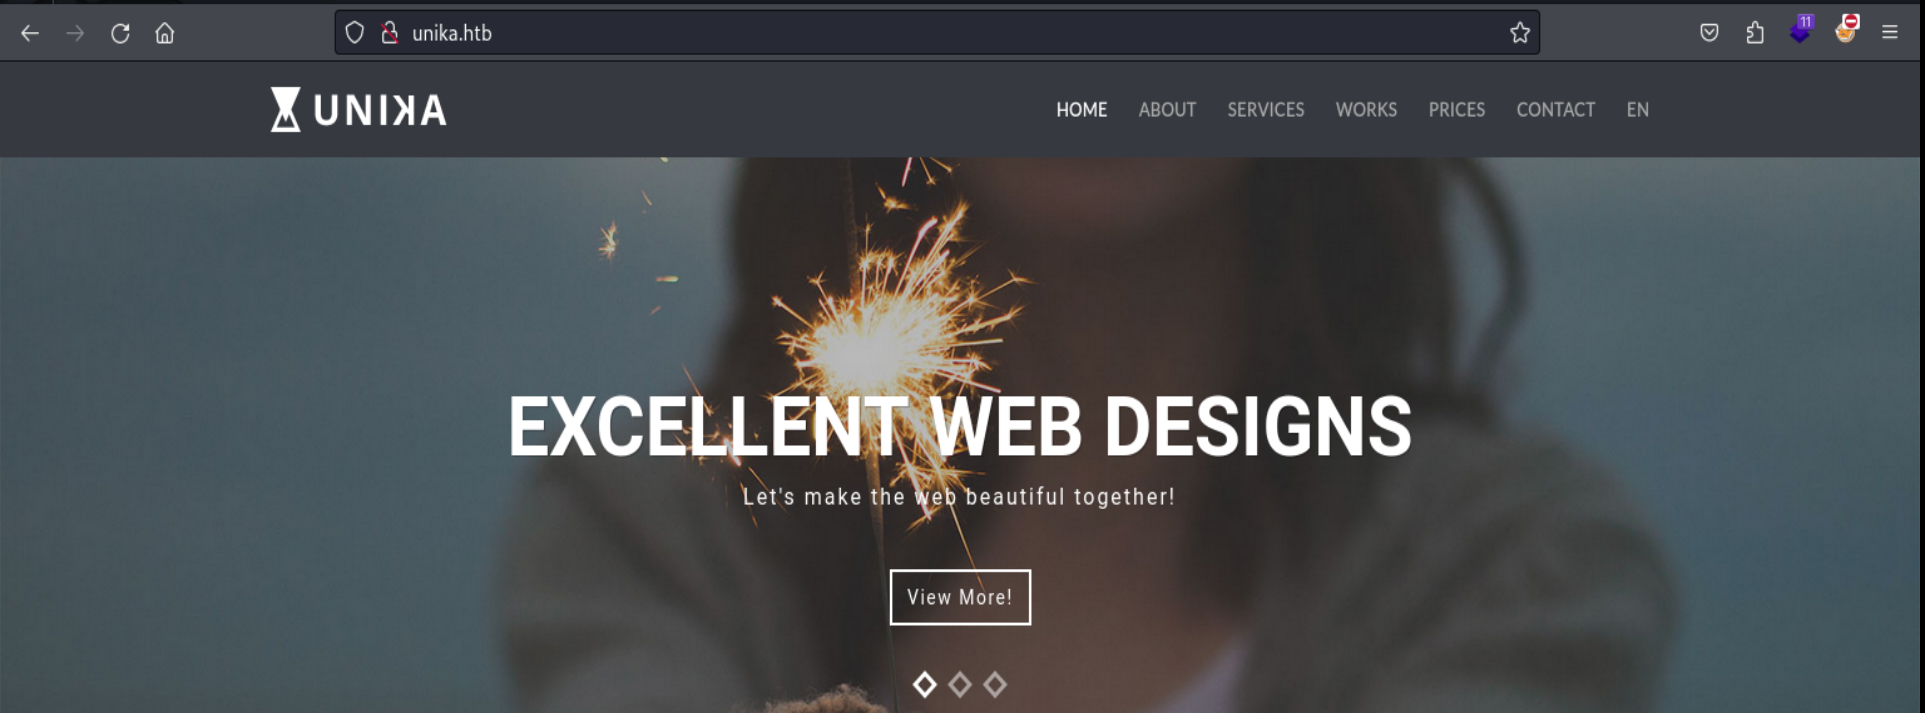 11
unika.htb
UNIKA
HOME ABOUT SERVICES WORKS PRICES CONTACT EN
EXCELLENT WEB DESIGNS
Let's make the web beautiful together!
View More!